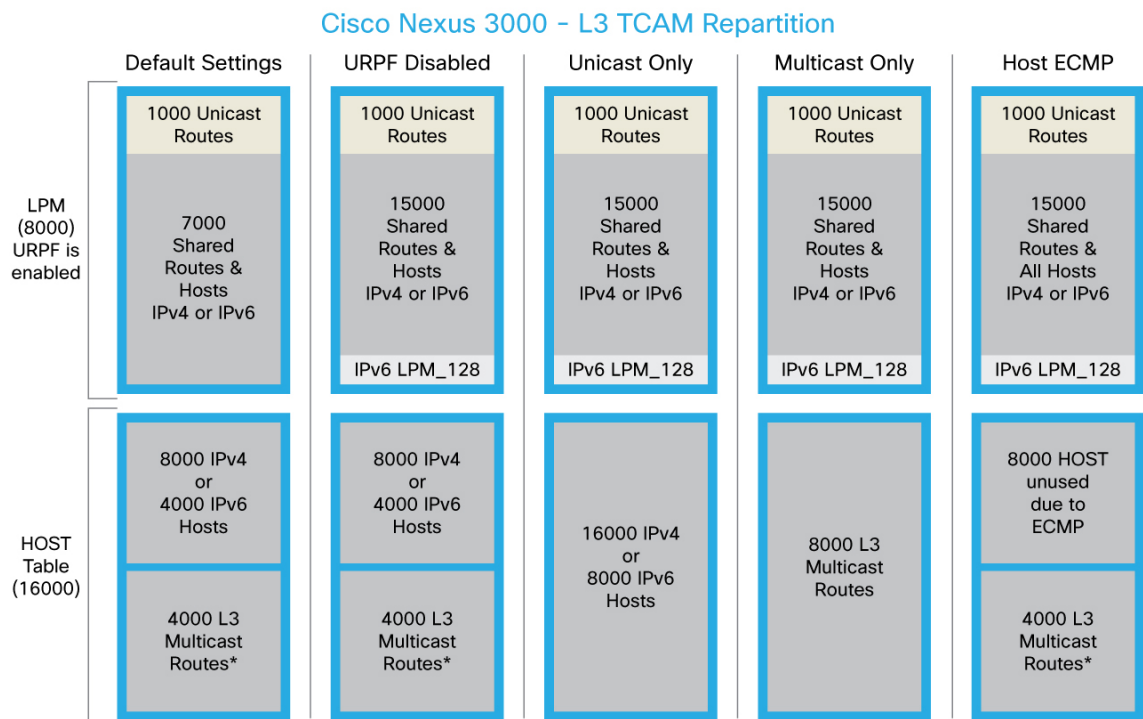 Cisco Nexus 3000 - L3 TCAM Repartition
Default Settings
URPF Disabled
Unicast Only
Multicast Only
Host ECMP
LPM
(8000)
URPF is
enabled
1000 Unicast
Routes
7000
Shared
Routes &
Hosts
IPv4 or IPv6
1000 Unicast
Routes
15000
Shared
Routes &
Hosts
IPv4 or IPv6
IPv6 LPM_128
1000 Unicast
Routes
15000
Shared
Routes &
Hosts
IPv4 or IPv6
IPv6 LPM_128
1000 Unicast
Routes
15000
Shared
Routes &
Hosts
IPv4 or IPv6
IPv6 LPM_128
1000 Unicast
Routes
15000
Shared
Routes &
All Hosts
IPv4 or IPv6
IPv6 LPM_128
HOST
Table
(16000)
8000 IPv4
or
4000 IPv6
Hosts
4000 L3
Multicast
Routes*
8000 IPv4
or
4000 IPv6
Hosts
4000 L3
Multicast
Routes*
16000 IPv4
or
8000 IPv6
Hosts
8000 L3
Multicast
Routes
8000 HOST
unused
due to
ECMP
4000 L3
Multicast
Routes*